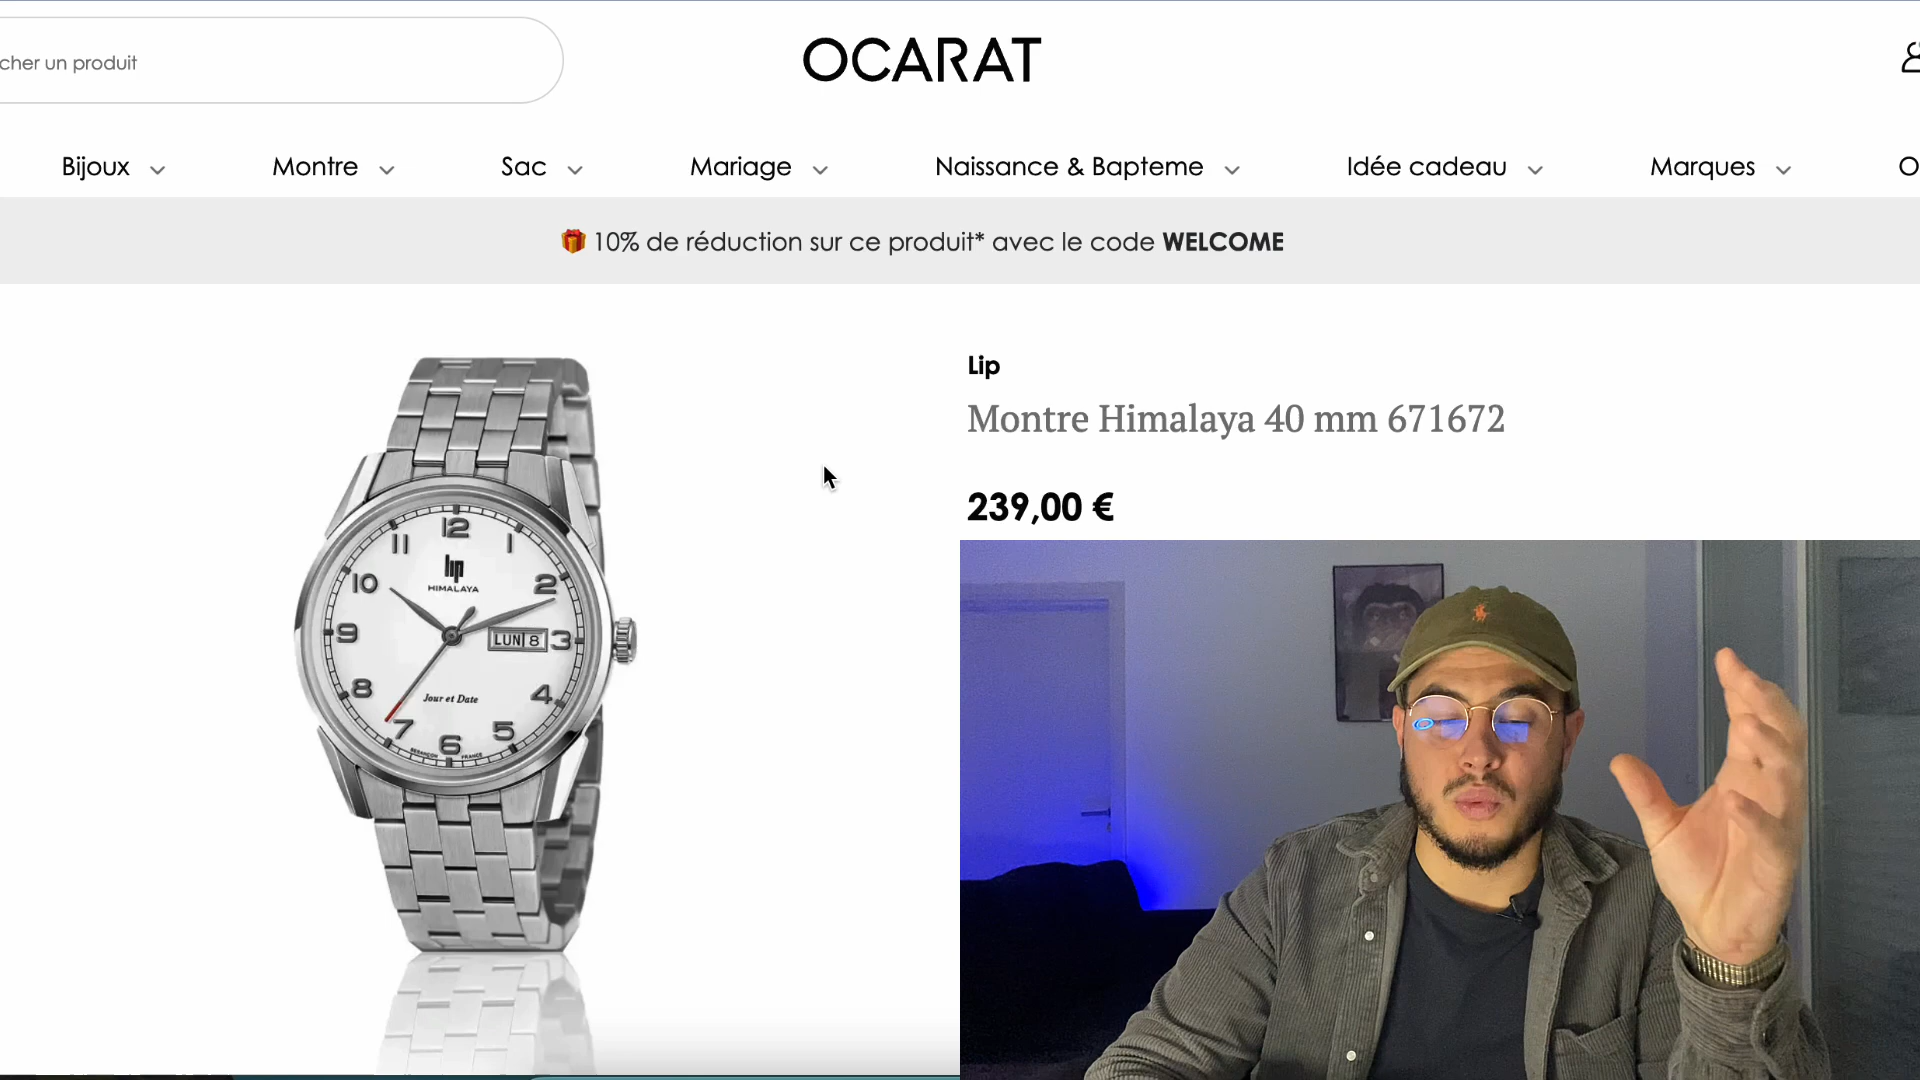 cher un produit
OCARAT
Bijoux
Montre
Sac
Mariage
Naissance & Bapteme
Idée cadeau
Marques
O
10% de réduction sur ce produit* avec le code WELCOME
Lip
Montre Himalaya 40 mm 671672
239,00 €
12
11
1
lip
HIMALAYA
10
2
9
LUN 8
3
8
Jour et Date
4
7
5
6
BESANCON FRANCE